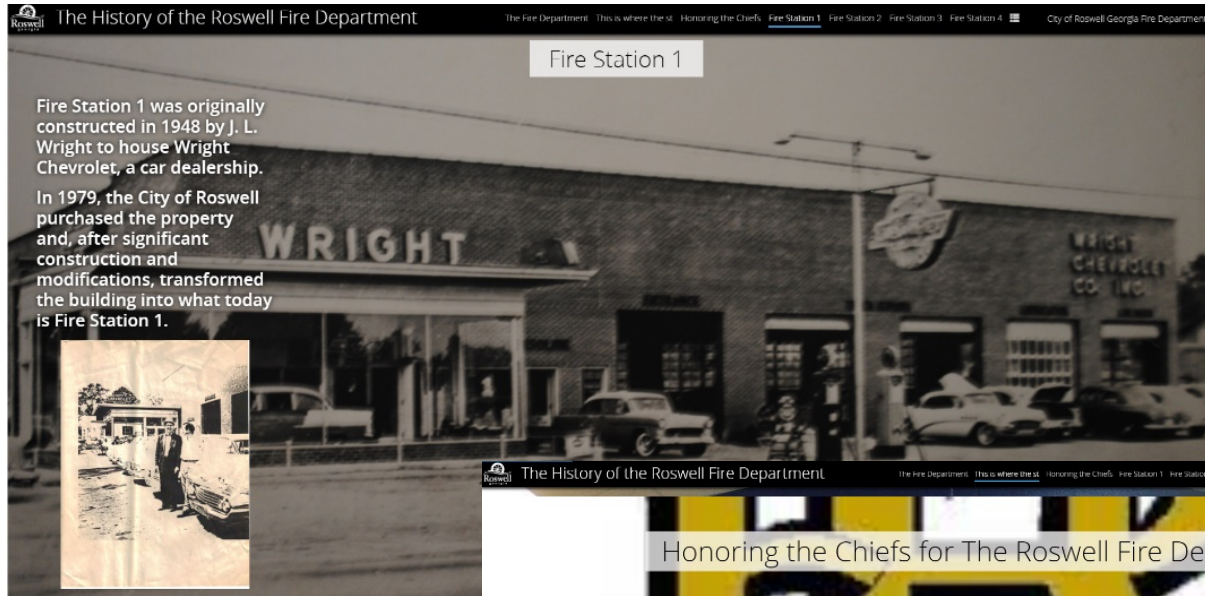 Roswell
georgia
The History of the Roswell Fire Department
The Fire Department This is where the st Honoring the Chiefs Fire Station 1 Fire Station 2 Fire Station 3 Fire Station 4
City of Roswell Georgia Fire Department
Fire Station 1
Fire Station 1 was originally
constructed in 1948 by J. L.
Wright to house Wright
Chevrolet, a car dealership.
In 1979, the City of Roswell
purchased the property
and, after significant
construction and
modifications, transformed
the building into what today
is Fire Station 1.
WRIGHT
WRIGHT
CHEVROLET
CO. INC.
Roswell
georgia
The History of the Roswell Fire Department
The Fire Department This is where the st Honoring the Chiefs Fire Station 1 Fire Statio
Honoring the Chiefs for The Roswell Fire De